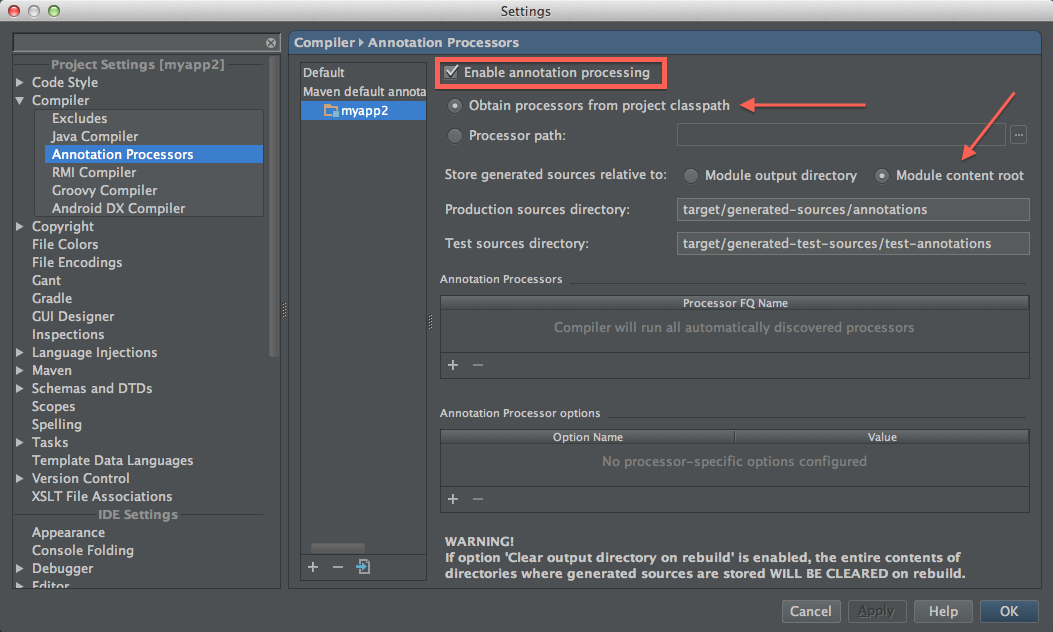 Settings
Project Settings [myapp2]
Code Style
Compiler
Excludes
Java Compiler
Annotation Processors
RMI Compiler
Groovy Compiler
Android DX Compiler
Copyright
File Colors
File Encodings
Gant
Gradle
GUI Designer
Inspections
Language Injections
Maven
Schemas and DTDs
Scopes
Spelling
Tasks
Template Data Languages
Version Control
XSLT File Associations
IDE Settings
Appearance
Console Folding
Debugger
Editor
Compiler ▸ Annotation Processors
Default
Maven default annota
myapp2
Enable annotation processing
Obtain processors from project classpath
Processor path:
...
Store generated sources relative to: Module output directory Module content root
Production sources directory: target/generated-sources/annotations
Test sources directory: target/generated-test-sources/test-annotations
Annotation Processors
Processor FQ Name
Compiler will run all automatically discovered processors
+ −
Annotation Processor options
Option Name Value
No processor-specific options configured
+ −
WARNING!
If option 'Clear output directory on rebuild' is enabled, the entire contents of
directories where generated sources are stored WILL BE CLEARED on rebuild.
+ −
Cancel Apply Help OK